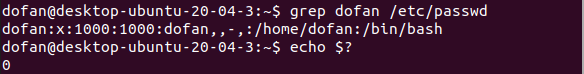 dofan@desktop-ubuntu-20-04-3:~$ grep dofan /etc/passwd
dofan:x:1000:1000:dofan,,-,:/home/dofan:/bin/bash
dofan@desktop-ubuntu-20-04-3:~$ echo $?
0